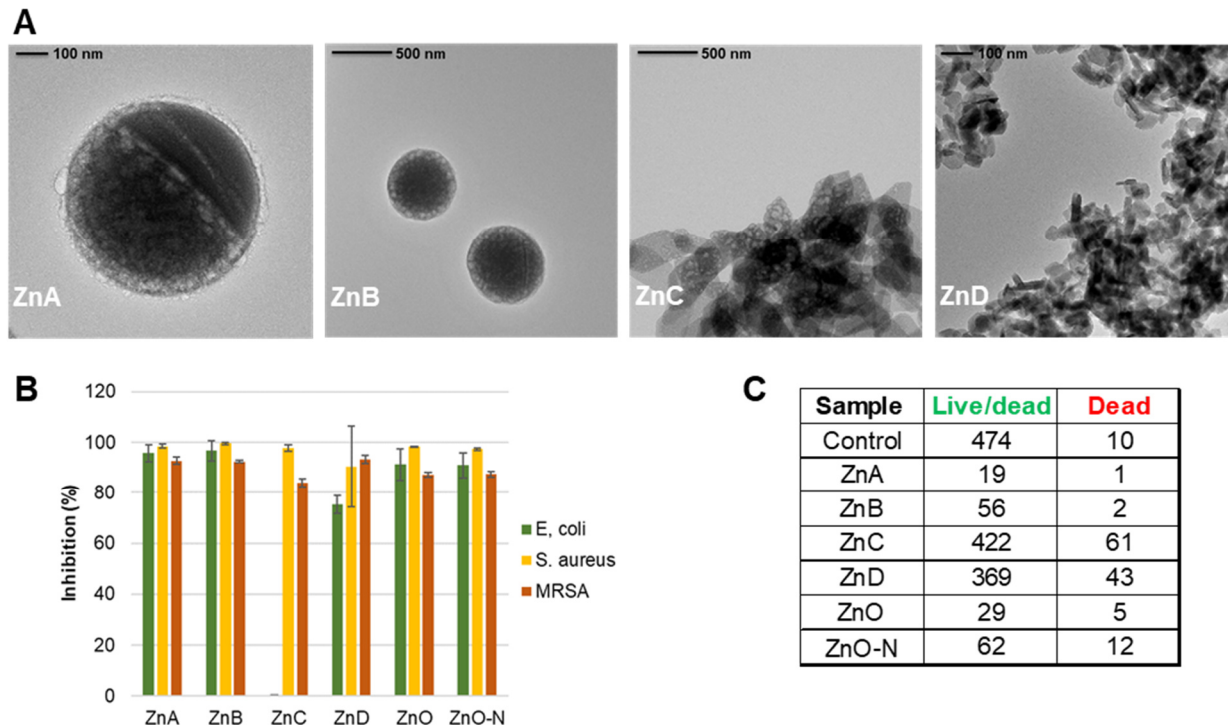 A
100 nm
500 nm
500 nm
100 nm
ZnA
ZnB
ZnC
ZnD
B
120
100
80
60
40
20
0
Inhibition (%)
ZnA ZnB ZnC ZnD ZnO ZnO-N
E, coli
S. aureus
MRSA
C
Sample Live/dead Dead
Control 474 10
ZnA 19 1
ZnB 56 2
ZnC 422 61
ZnD 369 43
ZnO 29 5
ZnO-N 62 12